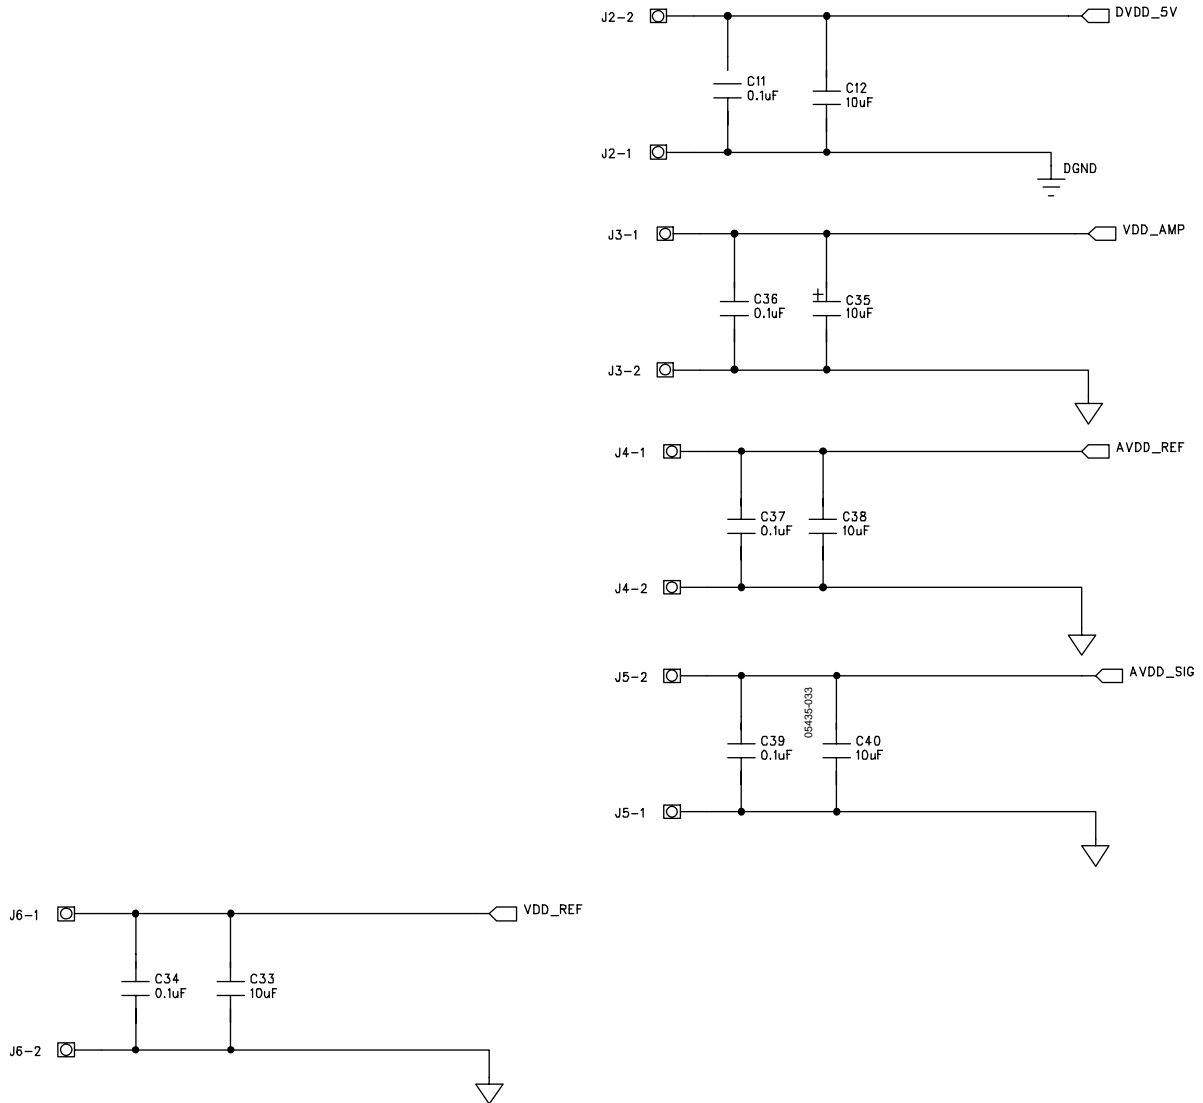 J2-2
DVDD_5V
C11
0.1uF
C12
10uF
J2-1
DGND
J3-1
VDD_AMP
C36
0.1uF
+
C35
10uF
J3-2
J4-1
AVDD_REF
C37
0.1uF
C38
10uF
J4-2
J5-2
AVDD_SIG
05435-033
C39
0.1uF
C40
10uF
J5-1
J6-1
VDD_REF
C34
0.1uF
C33
10uF
J6-2